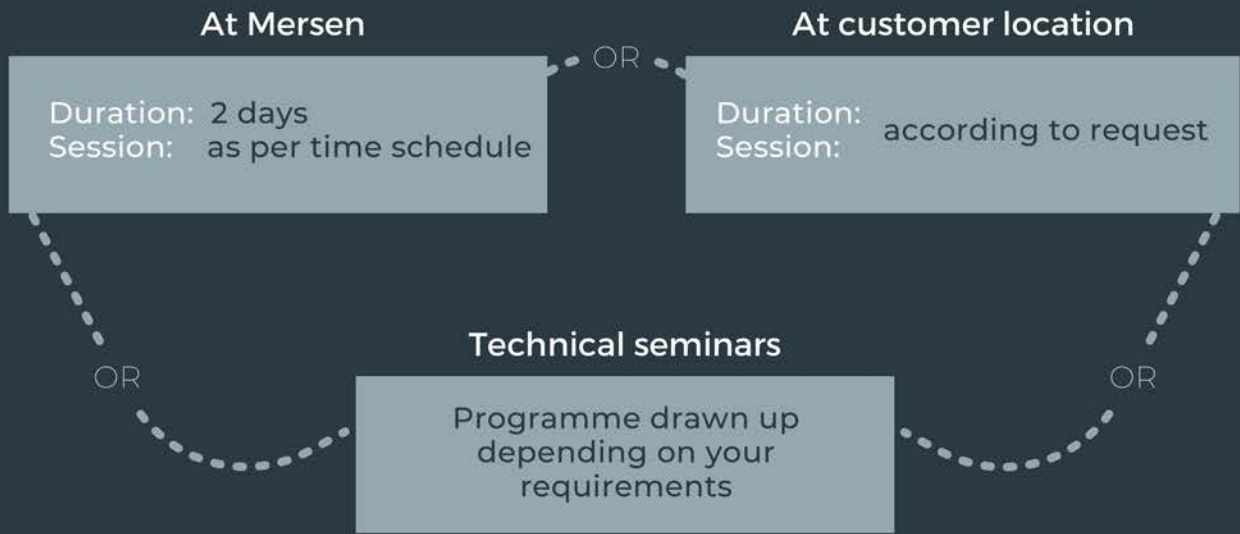 At Mersen
Duration: 2 days
Session: as per time schedule
OR
At customer location
Duration:
Session:
according to request
OR
Technical seminars
Programme drawn up
depending on your
requirements
OR